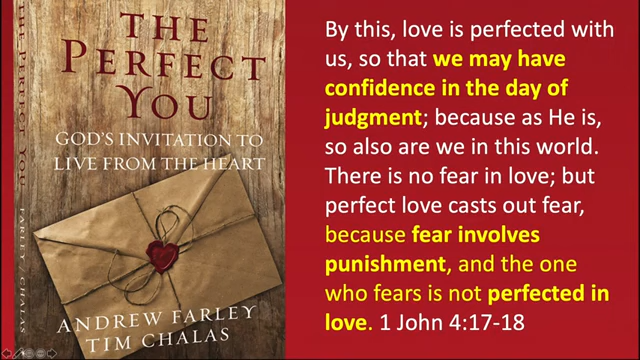 THE PERFECT YOU
FARLEY / CHALAS
THE
PERFECT
YOU
GOD'S INVITATION TO
LIVE FROM THE HEART
ANDREW FARLEY
TIM CHALAS
By this, love is perfected with
us, so that we may have
confidence in the day of
judgment; because as He is,
so also are we in this world.
There is no fear in love; but
perfect love casts out fear,
because fear involves
punishment, and the one
who fears is not perfected in
love. 1 John 4:17-18